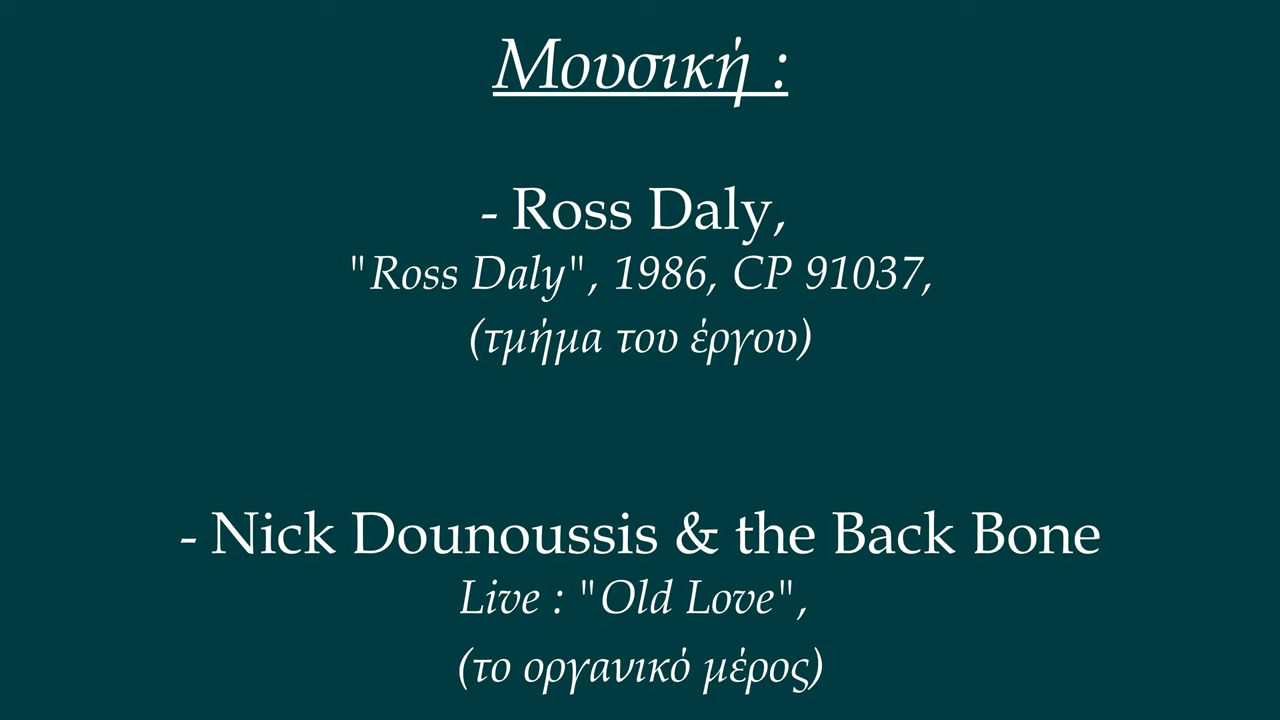 Μουσική :
- Ross Daly,
"Ross Daly", 1986, CP 91037,
(τμήμα του έργου)
- Nick Dounoussis & the Back Bone
Live : "Old Love",
(το οργανικό μέρος)